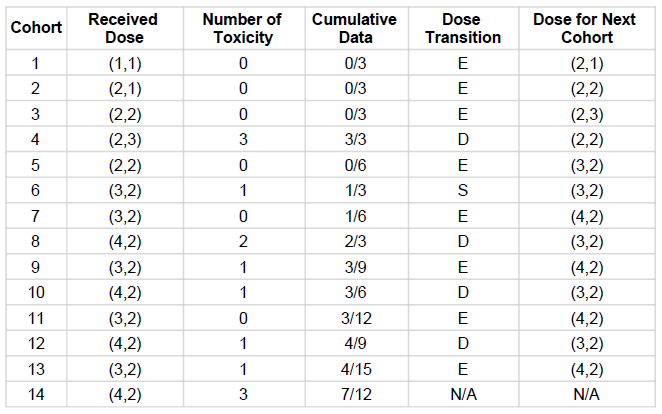 Cohort Received Dose Number of Toxicity Cumulative Data Dose Transition Dose for Next Cohort
1 (1,1) 0 0/3 E (2,1)
2 (2,1) 0 0/3 E (2,2)
3 (2,2) 0 0/3 E (2,3)
4 (2,3) 3 3/3 D (2,2)
5 (2,2) 0 0/6 E (3,2)
6 (3,2) 1 1/3 S (3,2)
7 (3,2) 0 1/6 E (4,2)
8 (4,2) 2 2/3 D (3,2)
9 (3,2) 1 3/9 E (4,2)
10 (4,2) 1 3/6 D (3,2)
11 (3,2) 0 3/12 E (4,2)
12 (4,2) 1 4/9 D (3,2)
13 (3,2) 1 4/15 E (4,2)
14 (4,2) 3 7/12 N/A N/A